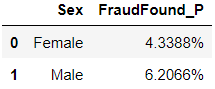 Sex FraudFound_P
0 Female 4.3388%
1 Male 6.2066%